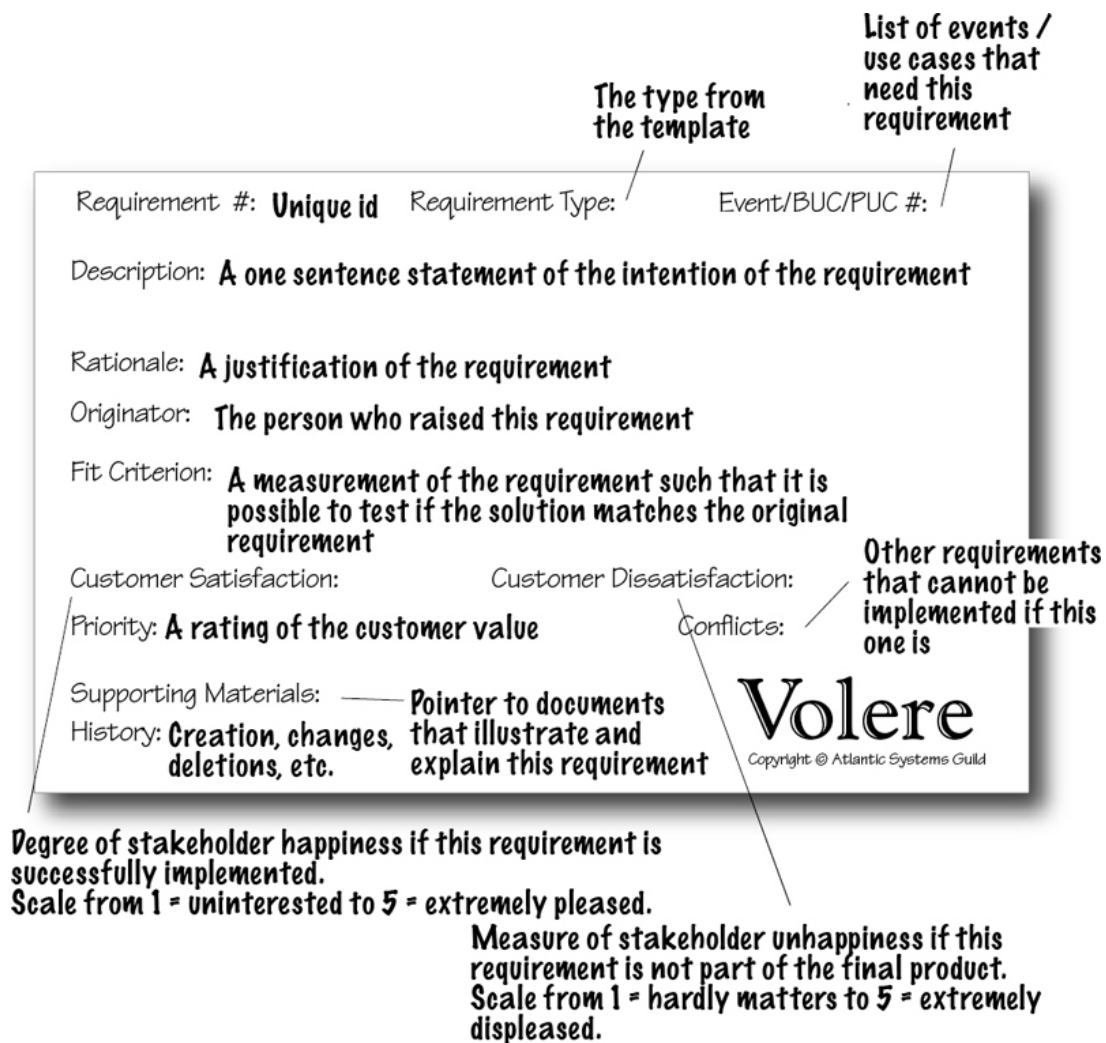 List of events /
use cases that
need this
requirement
The type from
the template
Requirement #: Unique id Requirement Type: Event/BUC/PUC #:
Description: A one sentence statement of the intention of the requirement
Rationale: A justification of the requirement
Originator: The person who raised this requirement
Fit Criterion: A measurement of the requirement such that it is
possible to test if the solution matches the original
requirement
Other requirements
that cannot be
implemented if this
one is
Customer Satisfaction: Customer Dissatisfaction:
Priority: A rating of the customer value Conflicts:
Supporting Materials: Pointer to documents
that illustrate and
explain this requirement
History: Creation, changes,
deletions, etc.
Volere
Copyright © Atlantic Systems Guild
Degree of stakeholder happiness if this requirement is
successfully implemented.
Scale from 1 = uninterested to 5 = extremely pleased.
Measure of stakeholder unhappiness if this
requirement is not part of the final product.
Scale from 1 = hardly matters to 5 = extremely
displeased.